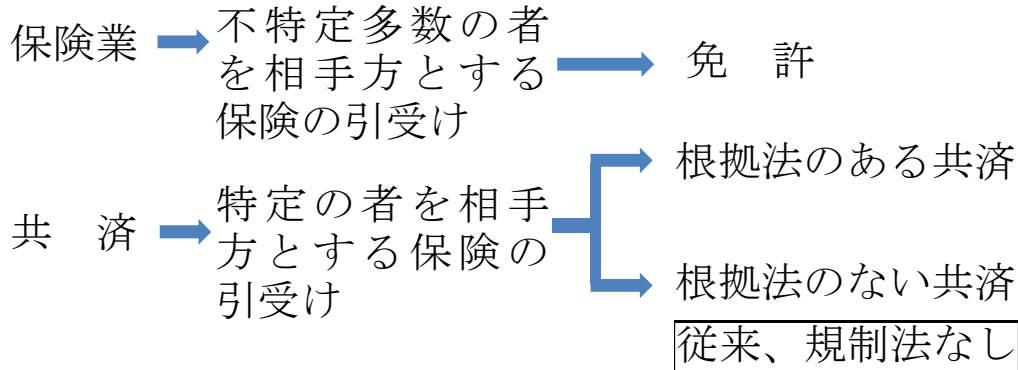 保険業
不特定多数の者
を相手方とする
保険の引受け
免　許
共　済
特定の者を相手
方とする保険の
引受け
根拠法のある共済
根拠法のない共済
従来、規制法なし